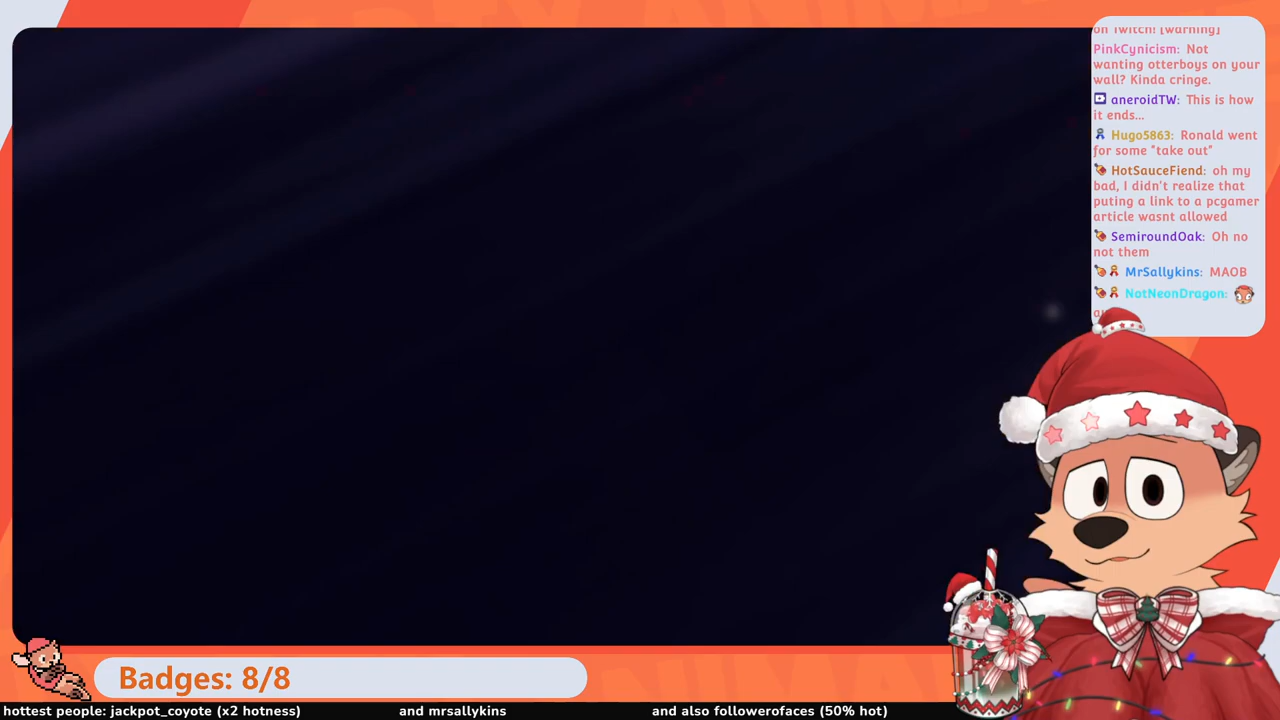 on Twitch! [warning]
PinkCynicism: Not
wanting otterboys on your
wall? Kinda cringe.
aneroidTW: This is how
it ends...
Hugo5863: Ronald went
for some "take out"
HotSauceFiend: oh my
bad, I didn't realize that
puting a link to a pcgamer
article wasnt allowed
SemiroundOak: Oh no
not them
MrSallykins: MAOB
NotNeonDragon:
Badges: 8/8
hottest people: jackpot_coyote (x2 hotness) and mrsallykins and also followerofaces (50% hot)